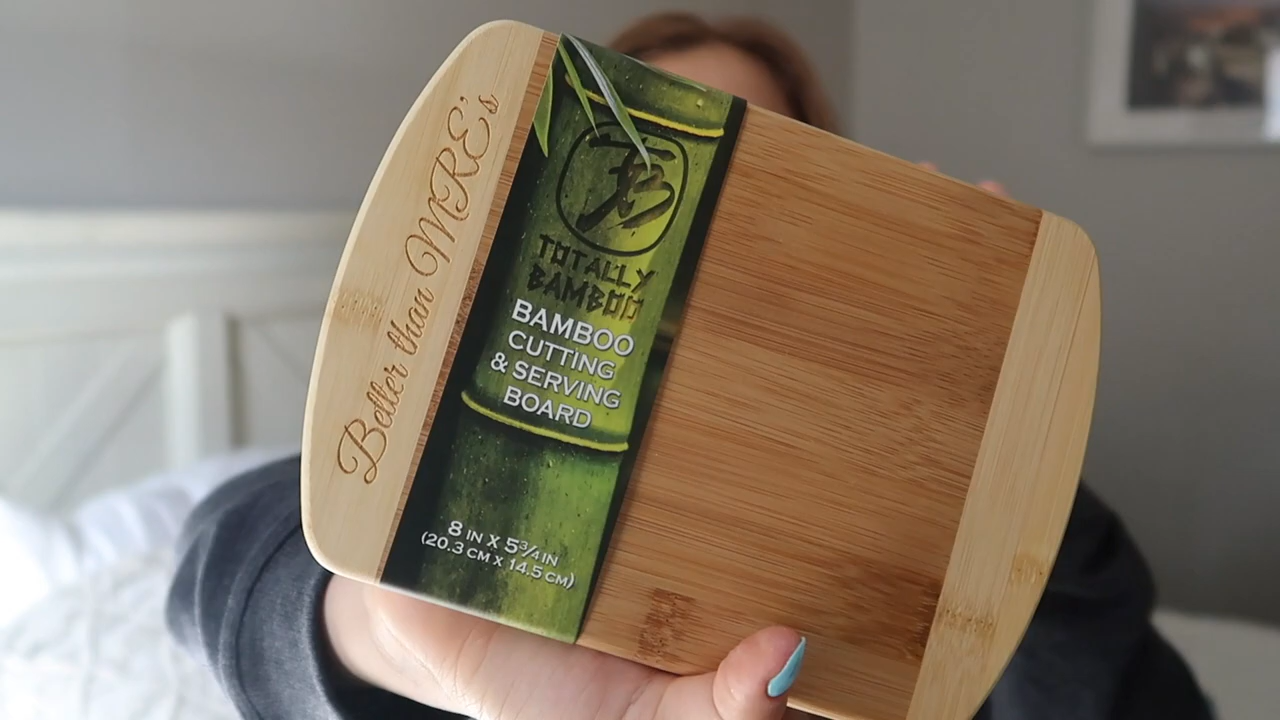 Better than MRE's
TB
TOTALLY
BAMBOO
BAMBOO
CUTTING
& SERVING
BOARD
8 IN X 5¾ IN
(20.3 CM X 14.5 CM)